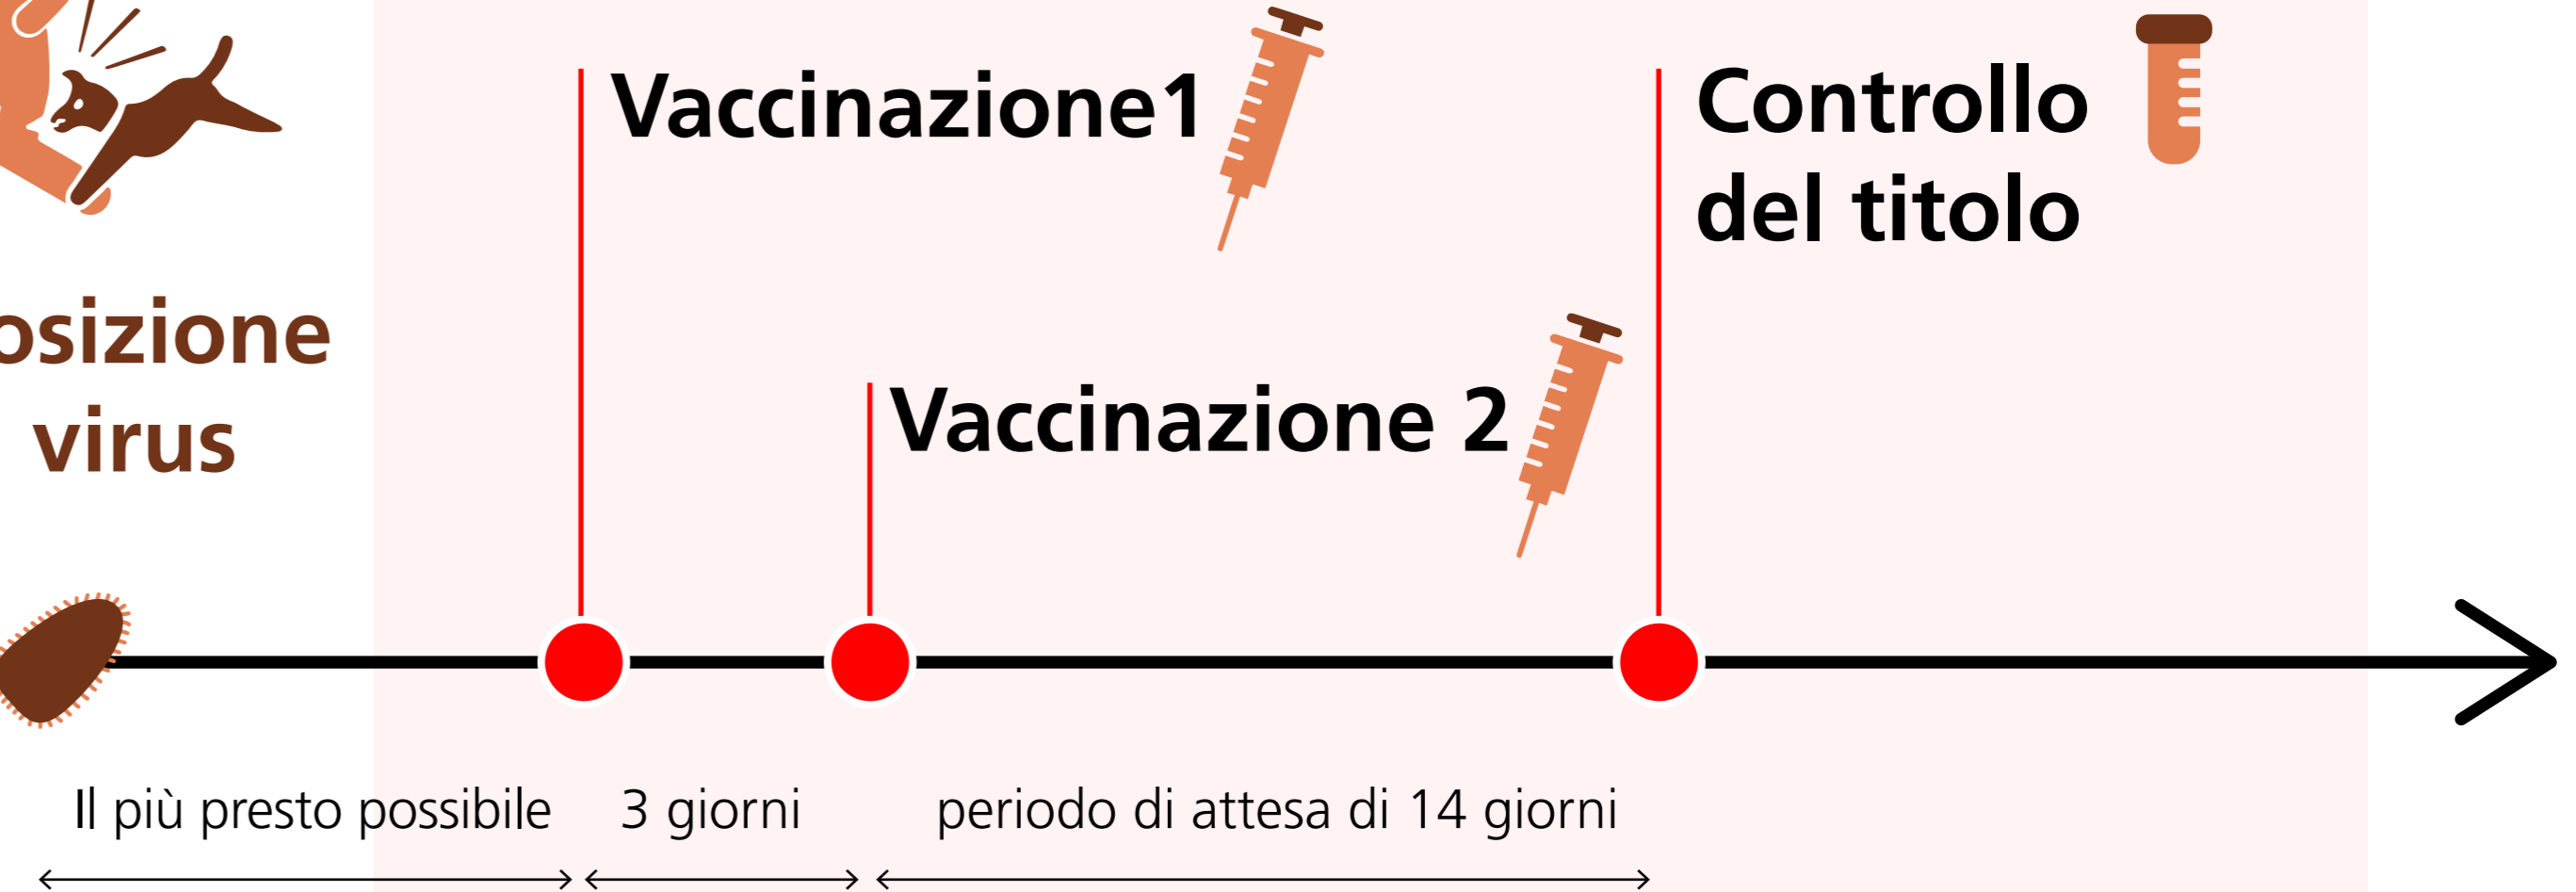 Vaccinazione1
Controllo
del titolo
osizione
virus
Vaccinazione 2
Il più presto possibile
3 giorni
periodo di attesa di 14 giorni